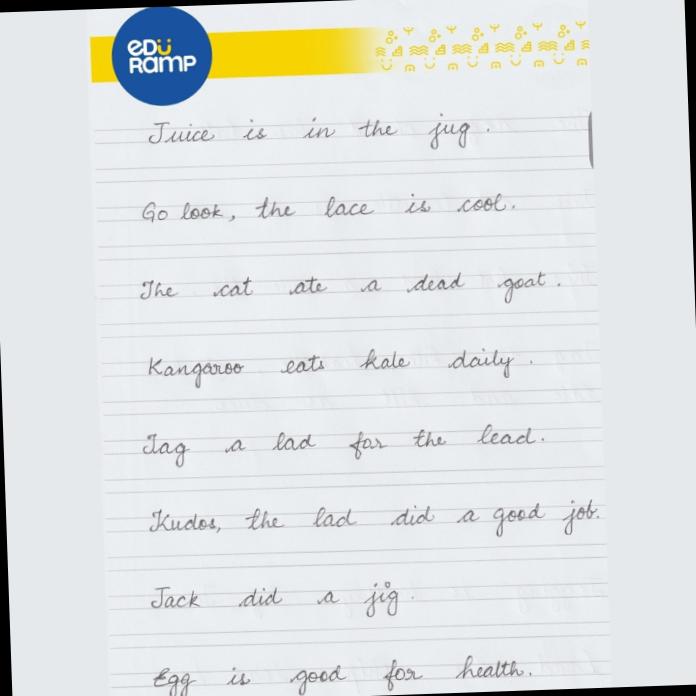 eDU
RamP
Juice is in the jug.
Go look, the lace is cool.
The cat ate a dead goat.
Kangaroo eats kale daily.
Tag a lad for the lead.
Kudos, the lad did a good job.
Jack did a jig.
Egg is good for health.